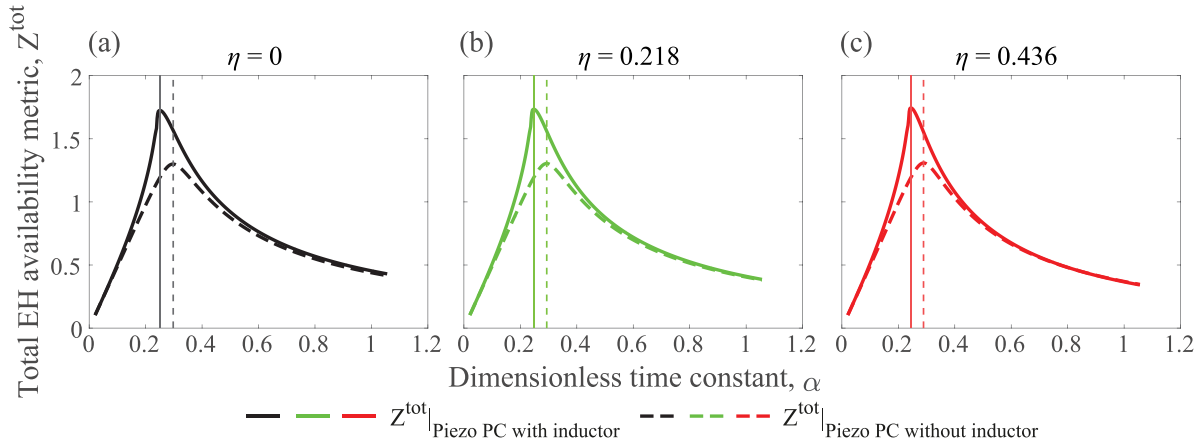 (a) η = 0
(b) η = 0.218
(c) η = 0.436
Total EH availability metric, Z^tot
2
1.5
1
0.5
0
0 0.2 0.4 0.6 0.8 1 1.2
0 0.2 0.4 0.6 0.8 1 1.2
0 0.2 0.4 0.6 0.8 1 1.2
Dimensionless time constant, α
Z^tot|Piezo PC with inductor
Z^tot|Piezo PC without inductor